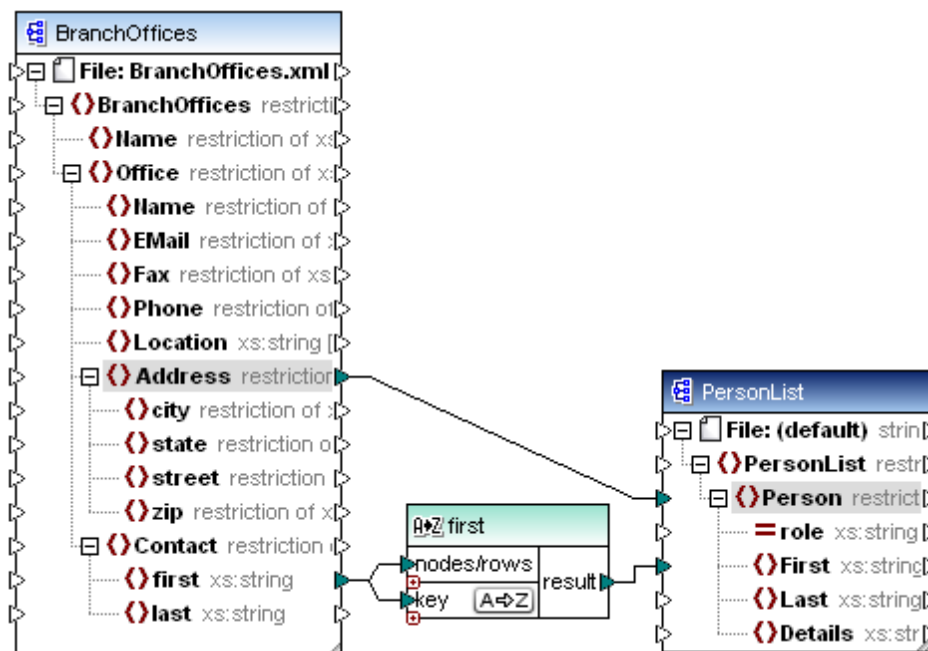 BranchOffices
File: BranchOffices.xml
BranchOffices restricti
Name restriction of xs
Office restriction of x
Name restriction of
EMail restriction of
Fax restriction of xs
Phone restriction of
Location xs:string [
Address restriction
city restriction of
state restriction o
street restriction
zip restriction of x
Contact restriction
first xs:string
last xs:string
first
nodes/rows
key A⇨Z
result
PersonList
File: (default) strin
PersonList restr
Person restrict
role xs:string
First xs:string
Last xs:string
Details xs:str